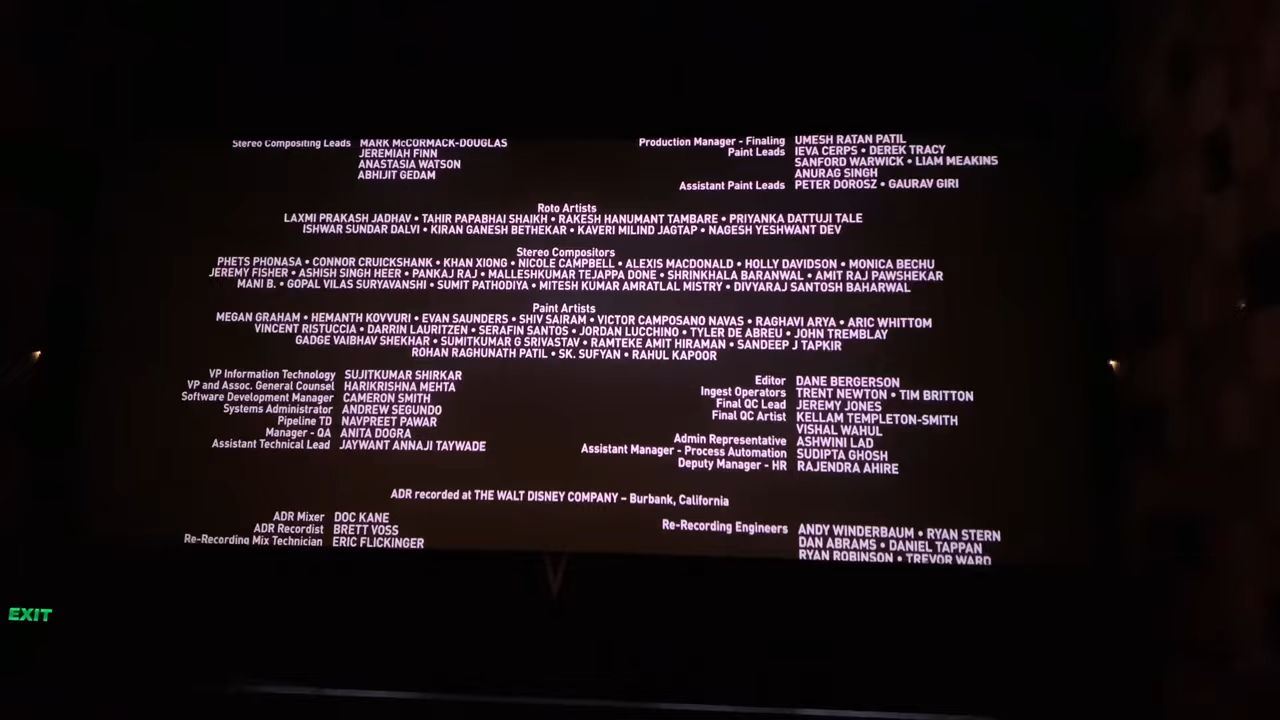 Stereo Compositing Leads MARK McCORMACK-DOUGLAS
JEREMIAH FINN
ANASTASIA WATSON
ABHIJIT GEDAM
Production Manager - Finaling UMESH RATAN PATIL
Paint Leads IEVA CERPS • DEREK TRACY
SANFORD WARWICK • LIAM MEAKINS
ANURAG SINGH
Assistant Paint Leads PETER DOROSZ • GAURAV GIRI
Roto Artists
LAXMI PRAKASH JADHAV • TAHIR PAPABHAI SHAIKH • RAKESH HANUMANT TAMBARE • PRIYANKA DATTUJI TALE
ISHWAR SUNDAR DALVI • KIRAN GANESH BETHEKAR • KAVERI MILIND JAGTAP • NAGESH YESHWANT DEV
Stereo Compositors
PHETS PHONASA • CONNOR CRUICKSHANK • KHAN XIONG • NICOLE CAMPBELL • ALEXIS MACDONALD • HOLLY DAVIDSON • MONICA BECHU
JEREMY FISHER • ASHISH SINGH HEER • PANKAJ RAJ • MALLESHKUMAR TEJAPPA DONE • SHRINKHALA BARANWAL • AMIT RAJ PAWSHEKAR
MANI B. • GOPAL VILAS SURYAVANSHI • SUMIT PATHODIYA • MITESH KUMAR AMRATLAL MISTRY • DIVYARAJ SANTOSH BAHARWAL
Paint Artists
MEGAN GRAHAM • HEMANTH KOVVURI • EVAN SAUNDERS • SHIV SAIRAM • VICTOR CAMPOSANO NAVAS • RAGHAVI ARYA • ARIC WHITTOM
VINCENT RISTUCCIA • DARRIN LAURITZEN • SERAFIN SANTOS • JORDAN LUCCHINO • TYLER DE ABREU • JOHN TREMBLAY
GADGE VAIBHAV SHEKHAR • SUMITKUMAR G SRIVASTAV • RAMTEKE AMIT HIRAMAN • SANDEEP J TAPKIR
ROHAN RAGHUNATH PATIL • SK. SUFYAN • RAHUL KAPOOR
VP Information Technology SUJITKUMAR SHIRKAR
VP and Assoc. General Counsel HARIKRISHNA MEHTA
Software Development Manager CAMERON SMITH
Systems Administrator ANDREW SEGUNDO
Pipeline TD NAVPREET PAWAR
Manager - QA ANITA DOGRA
Assistant Technical Lead JAYWANT ANNAJI TAYWADE
Editor DANE BERGERSON
Ingest Operators TRENT NEWTON • TIM BRITTON
Final QC Lead JEREMY JONES
Final QC Artist KELLAM TEMPLETON-SMITH
VISHAL WAHUL
Admin Representative ASHWINI LAD
Assistant Manager - Process Automation SUDIPTA GHOSH
Deputy Manager - HR RAJENDRA AHIRE
ADR recorded at THE WALT DISNEY COMPANY – Burbank, California
ADR Mixer DOC KANE
ADR Recordist BRETT VOSS
Re-Recording Mix Technician ERIC FLICKINGER
Re-Recording Engineers ANDY WINDERBAUM • RYAN STERN
DAN ABRAMS • DANIEL TAPPAN
RYAN ROBINSON • TREVOR WARD
EXIT